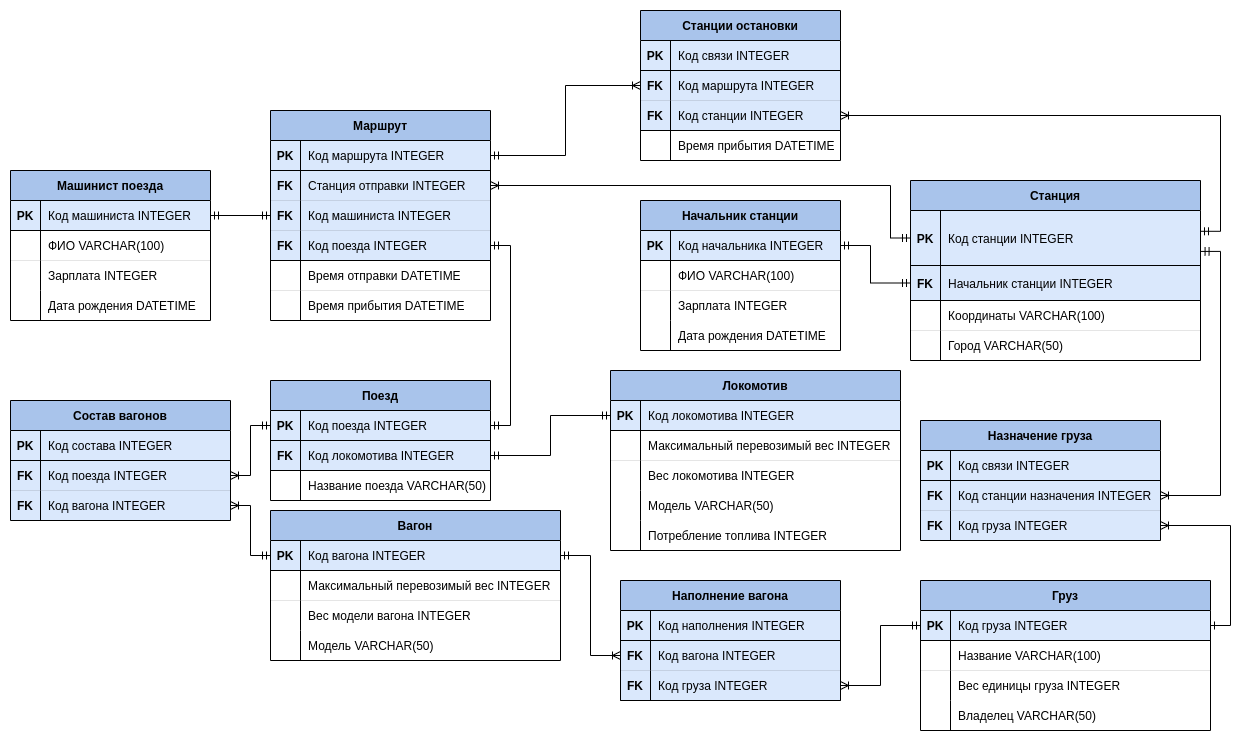 Станции остановки
PK Код связи INTEGER
FK Код маршрута INTEGER
FK Код станции INTEGER
Время прибытия DATETIME
Маршрут
PK Код маршрута INTEGER
FK Станция отправки INTEGER
FK Код машиниста INTEGER
FK Код поезда INTEGER
Время отправки DATETIME
Время прибытия DATETIME
Машинист поезда
PK Код машиниста INTEGER
ФИО VARCHAR(100)
Зарплата INTEGER
Дата рождения DATETIME
Начальник станции
PK Код начальника INTEGER
ФИО VARCHAR(100)
Зарплата INTEGER
Дата рождения DATETIME
Станция
PK Код станции INTEGER
FK Начальник станции INTEGER
Координаты VARCHAR(100)
Город VARCHAR(50)
Состав вагонов
PK Код состава INTEGER
FK Код поезда INTEGER
FK Код вагона INTEGER
Поезд
PK Код поезда INTEGER
FK Код локомотива INTEGER
Название поезда VARCHAR(50)
Локомотив
PK Код локомотива INTEGER
Максимальный перевозимый вес INTEGER
Вес локомотива INTEGER
Модель VARCHAR(50)
Потребление топлива INTEGER
Назначение груза
PK Код связи INTEGER
FK Код станции назначения INTEGER
FK Код груза INTEGER
Вагон
PK Код вагона INTEGER
Максимальный перевозимый вес INTEGER
Вес модели вагона INTEGER
Модель VARCHAR(50)
Наполнение вагона
PK Код наполнения INTEGER
FK Код вагона INTEGER
FK Код груза INTEGER
Груз
PK Код груза INTEGER
Название VARCHAR(100)
Вес единицы груза INTEGER
Владелец VARCHAR(50)